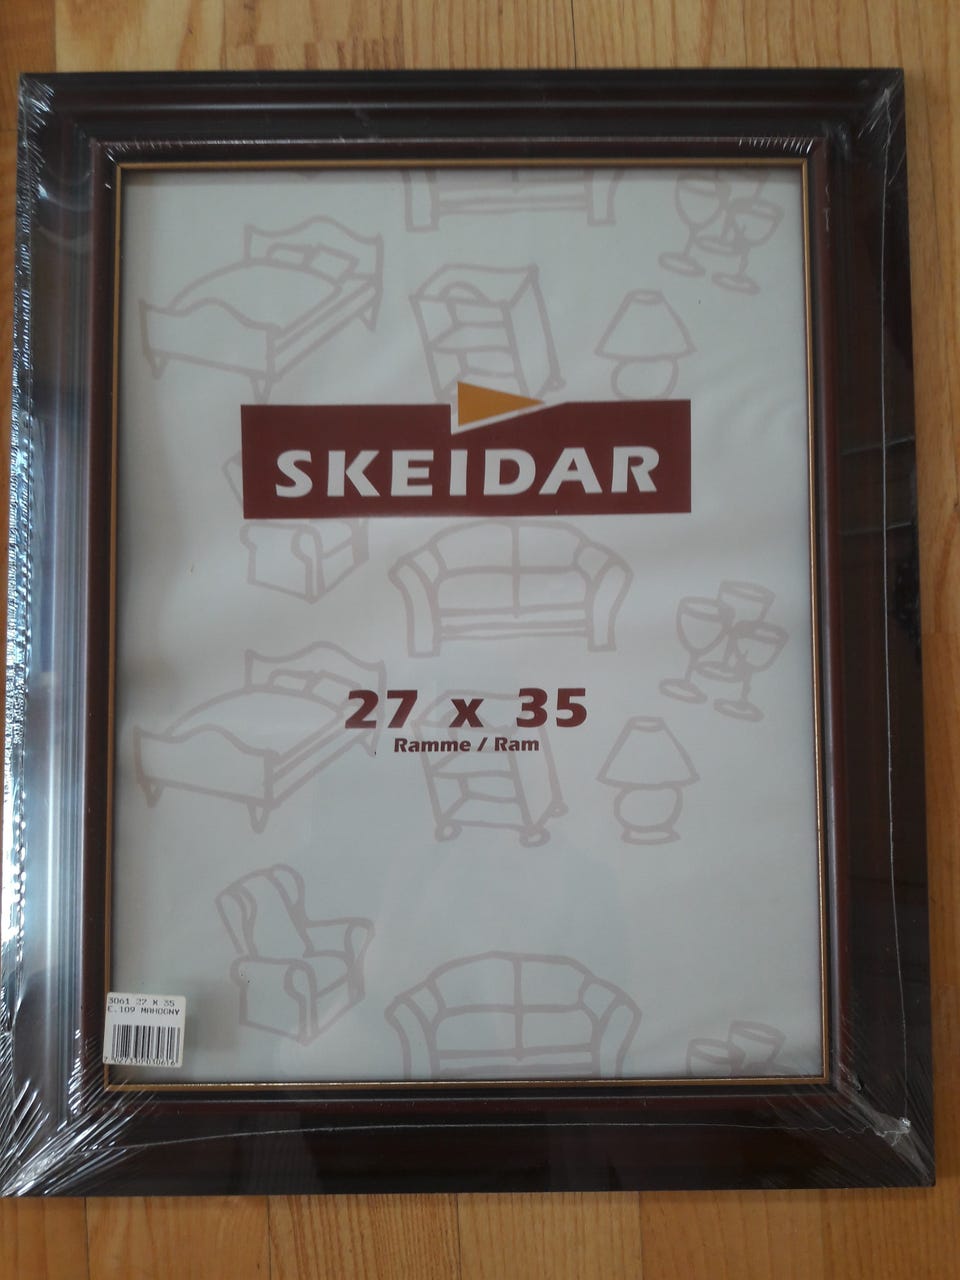 SKEIDAR
27 x 35
Ramme / Ram
3061 27 X 35
C.109 MAHOGNY